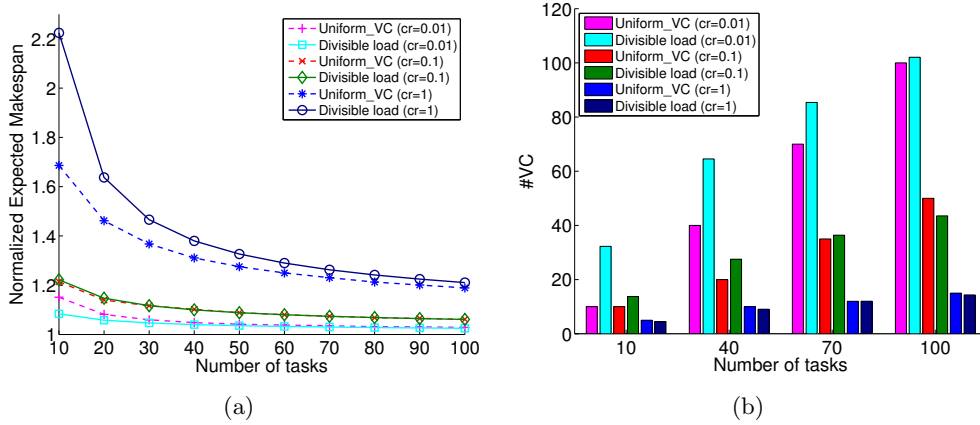 Normalized Expected Makespan
2.2
2
1.8
1.6
1.4
1.2
1
10 20 30 40 50 60 70 80 90 100
Number of tasks
Uniform_VC (cr=0.01)
Divisible load (cr=0.01)
Uniform_VC (cr=0.1)
Divisible load (cr=0.1)
Uniform_VC (cr=1)
Divisible load (cr=1)
(a)
#VC
120
100
80
60
40
20
0
10 40 70 100
Number of tasks
Uniform_VC (cr=0.01)
Divisible load (cr=0.01)
Uniform_VC (cr=0.1)
Divisible load (cr=0.1)
Uniform_VC (cr=1)
Divisible load (cr=1)
(b)